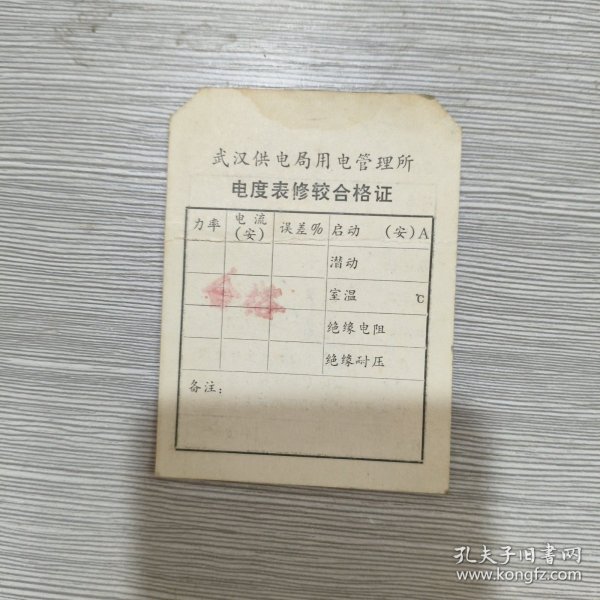 武汉供电局用电管理所
电度表修较合格证
力率 电流(安) 误差% 启动 (安)A
潜动
室温 ℃
绝缘电阻
绝缘耐压
备注:
孔夫子旧书网
www.kongfz.com